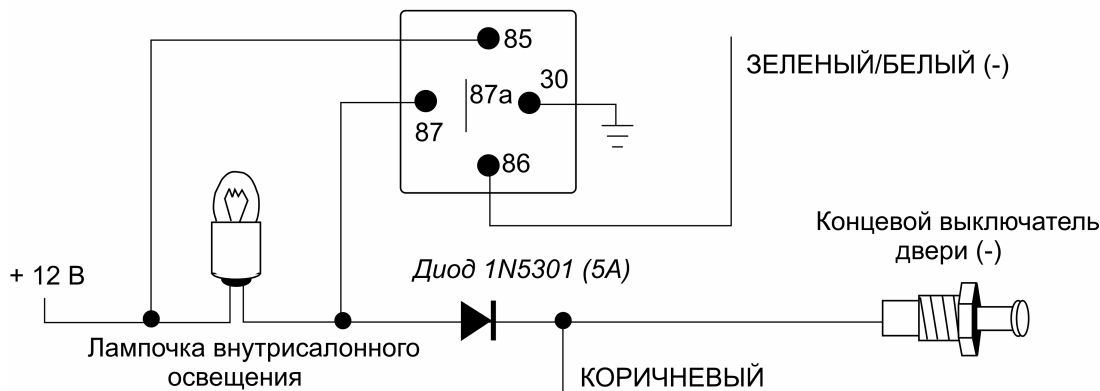 85
ЗЕЛЕНЫЙ/БЕЛЫЙ (-)
87a
30
87
86
Концевой выключатель
двери (-)
+ 12 В
Диод 1N5301 (5A)
Лампочка внутрисалонного
освещения
КОРИЧНЕВЫЙ